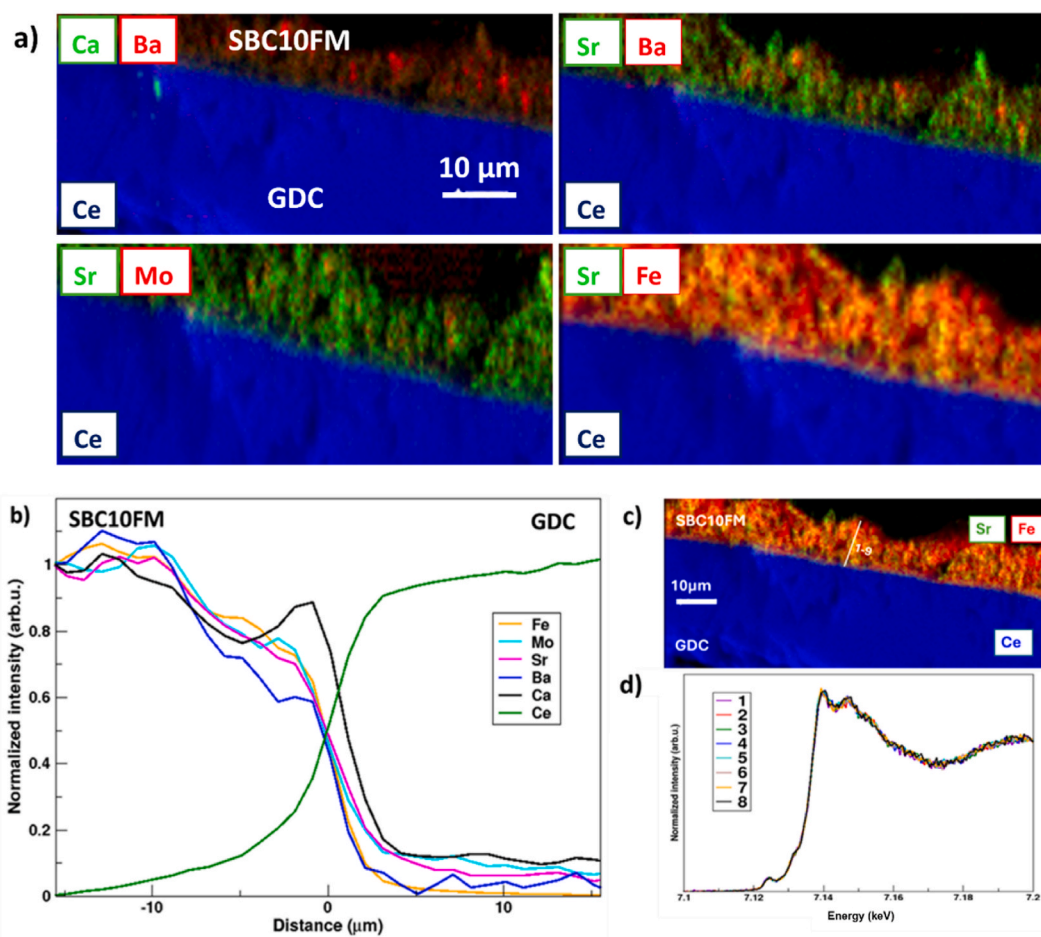 a)
Ca Ba SBC10FM
Ce
GDC
10 µm
Sr Ba
Ce
Sr Mo
Ce
Sr Fe
Ce
b)
SBC10FM GDC
Normalized intensity (arb.u.)
1
0.8
0.6
0.4
0.2
0
-10 0 10
Distance (µm)
Fe
Mo
Sr
Ba
Ca
Ce
c)
SBC10FM
Sr Fe
1-9
10µm
GDC
Ce
d)
Normalized intensity (arb.u.)
1
2
3
4
5
6
7
8
7.1 7.12 7.14 7.16 7.18 7.2
Energy (keV)